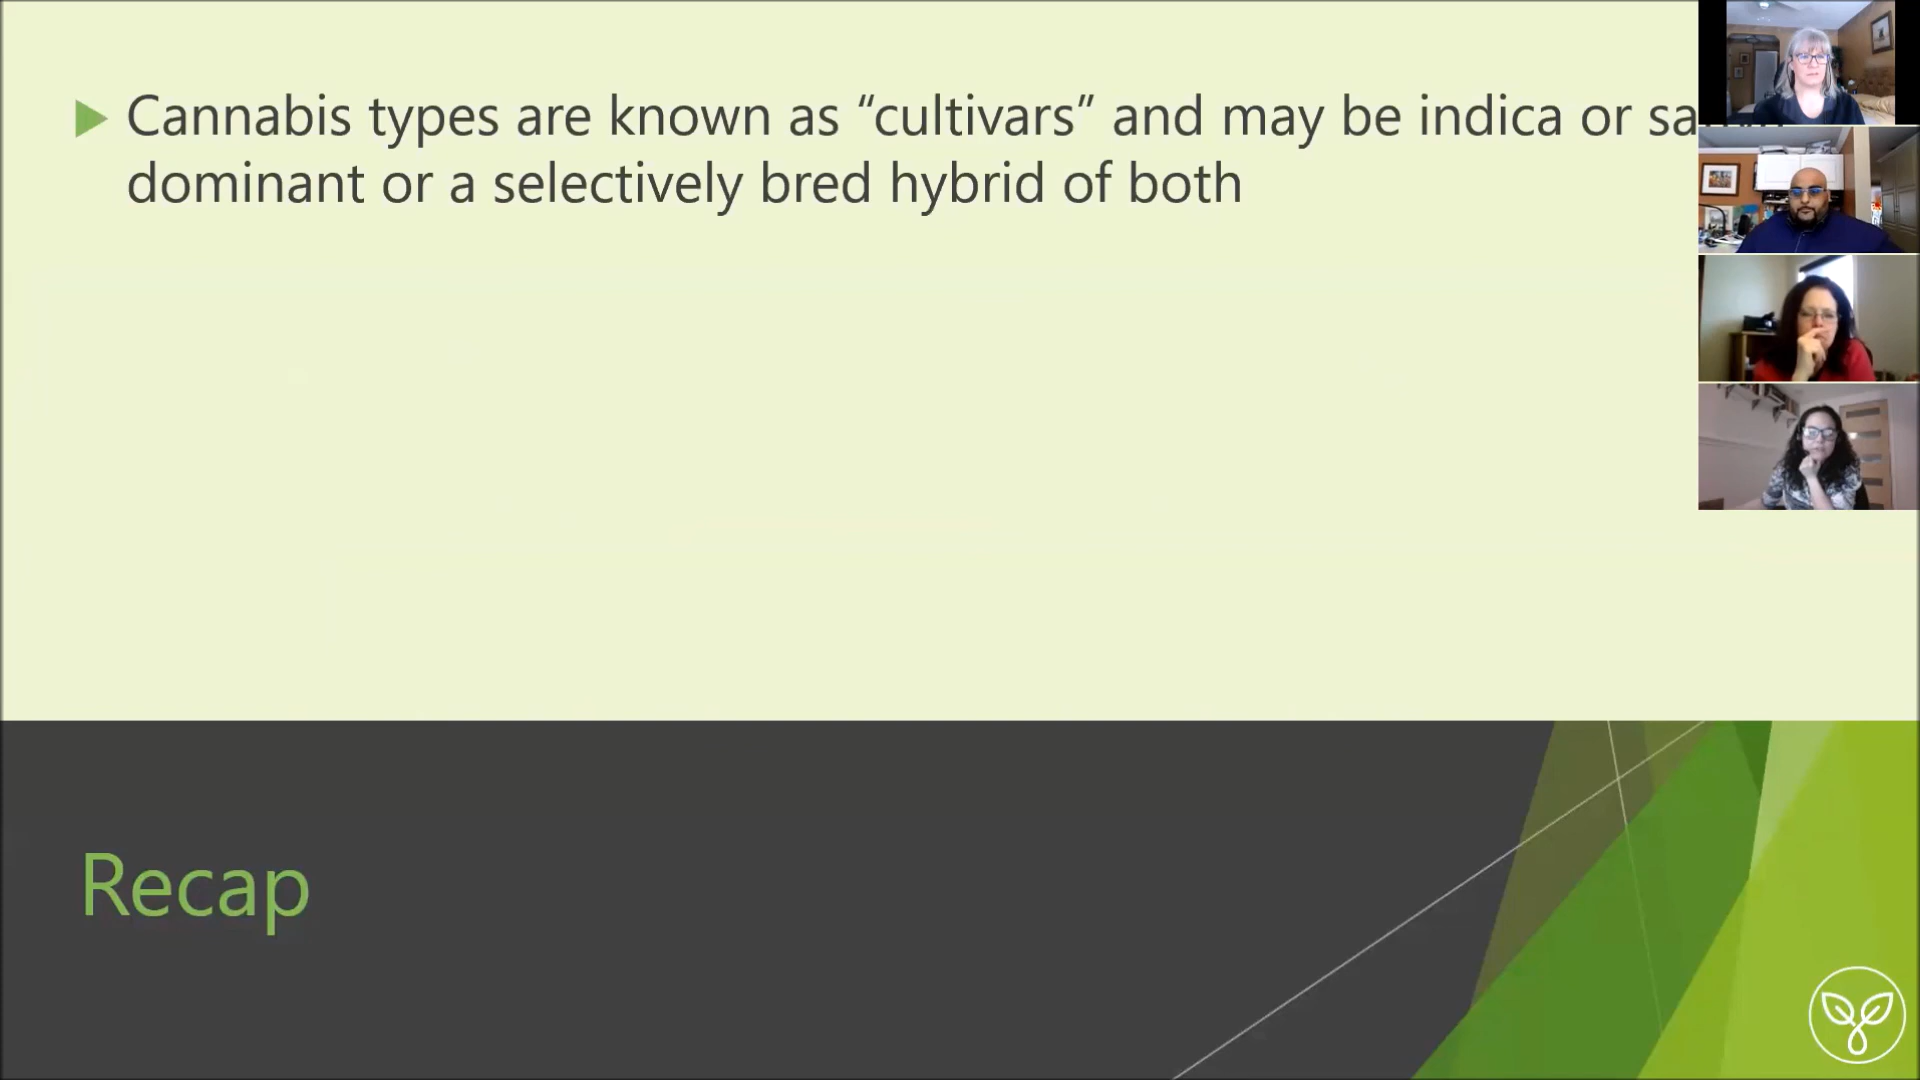 Cannabis types are known as “cultivars” and may be indica or
dominant or a selectively bred hybrid of both
Recap